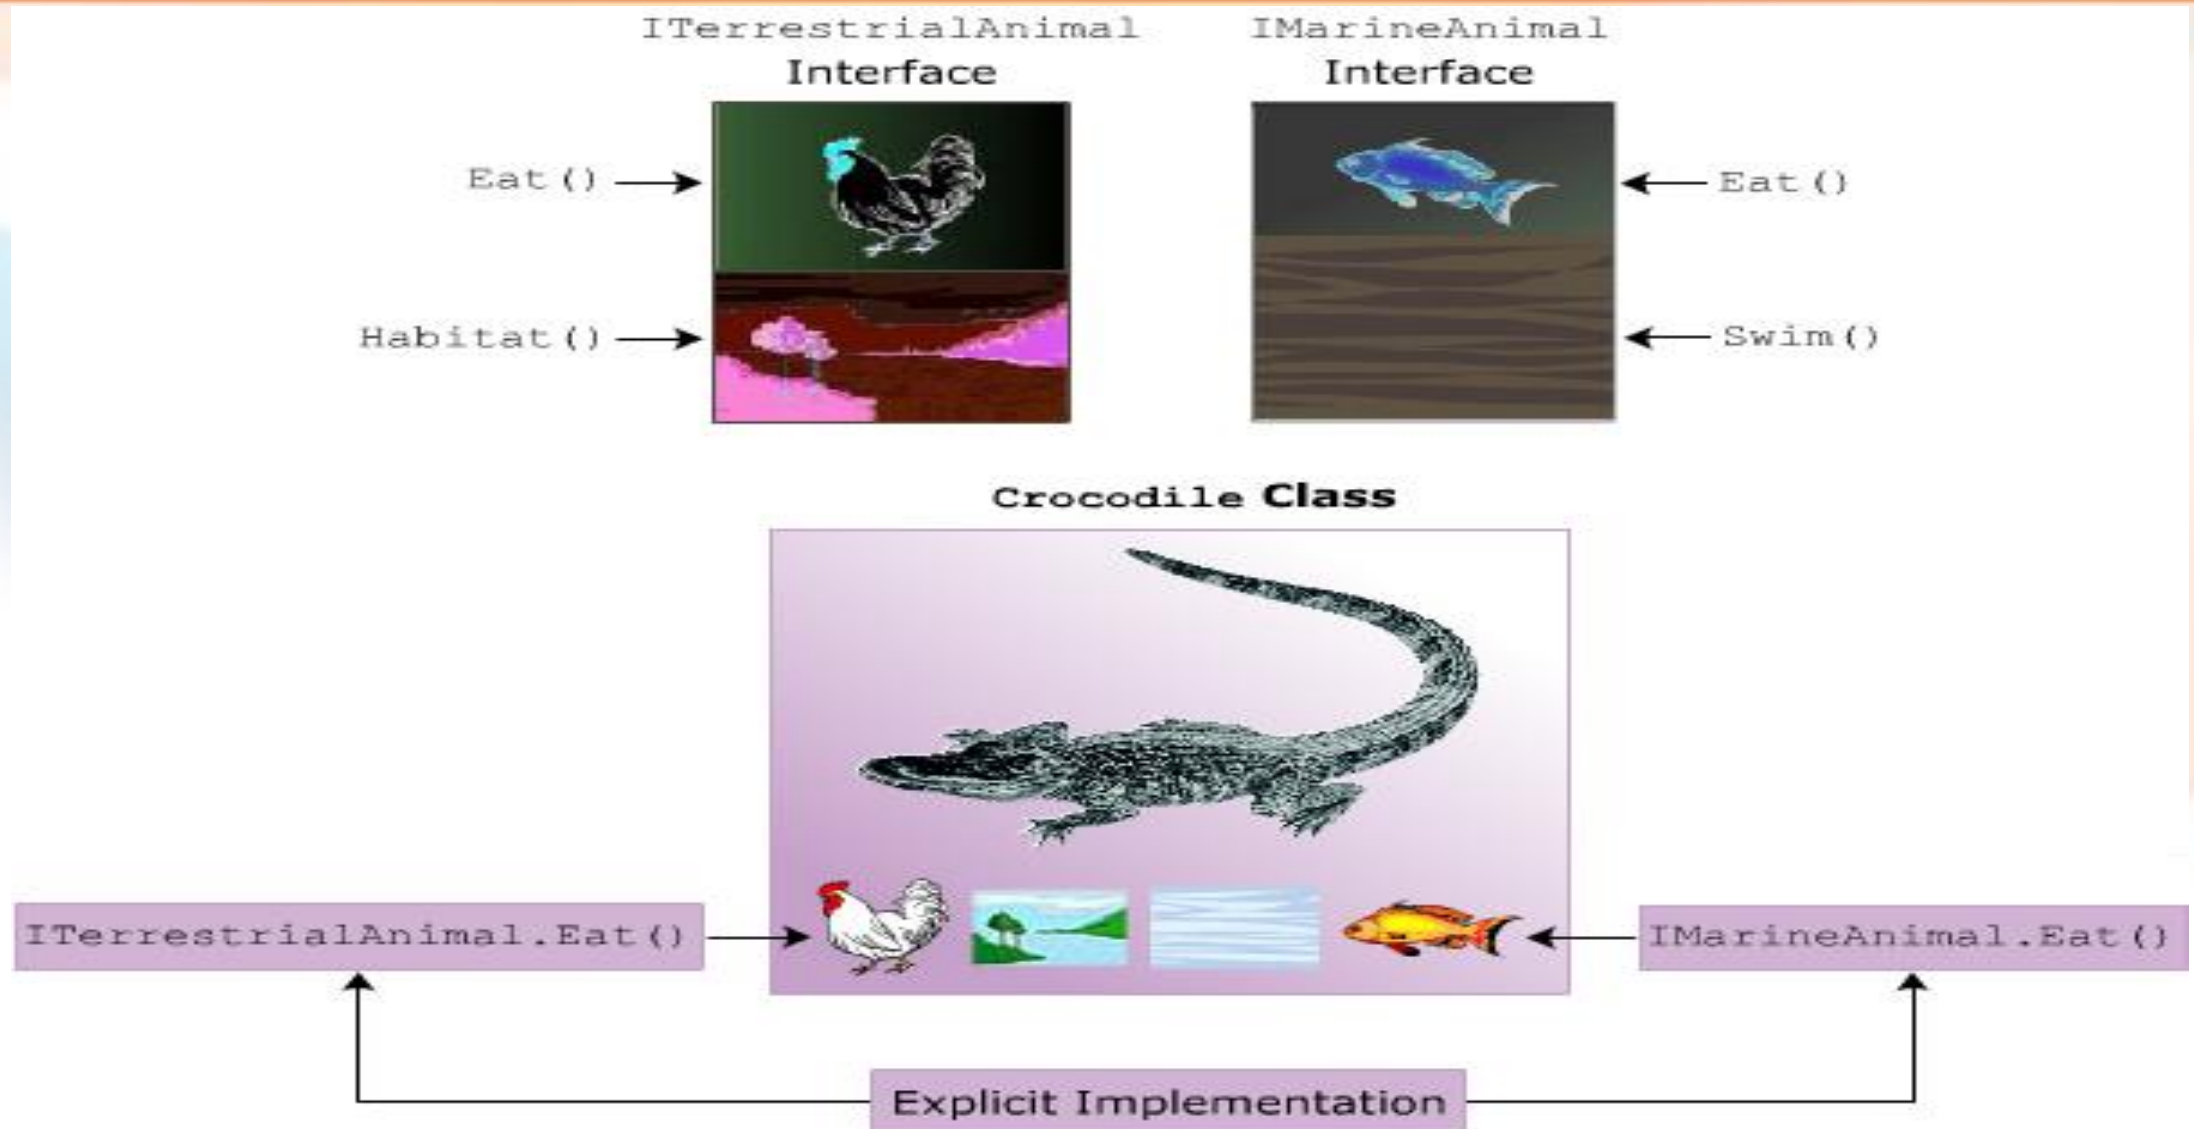 ITerrestrialAnimal
Interface
IMarineAnimal
Interface
Eat()
Habitat()
Eat()
Swim()
Crocodile Class
ITerrestrialAnimal.Eat()
IMarineAnimal.Eat()
Explicit Implementation